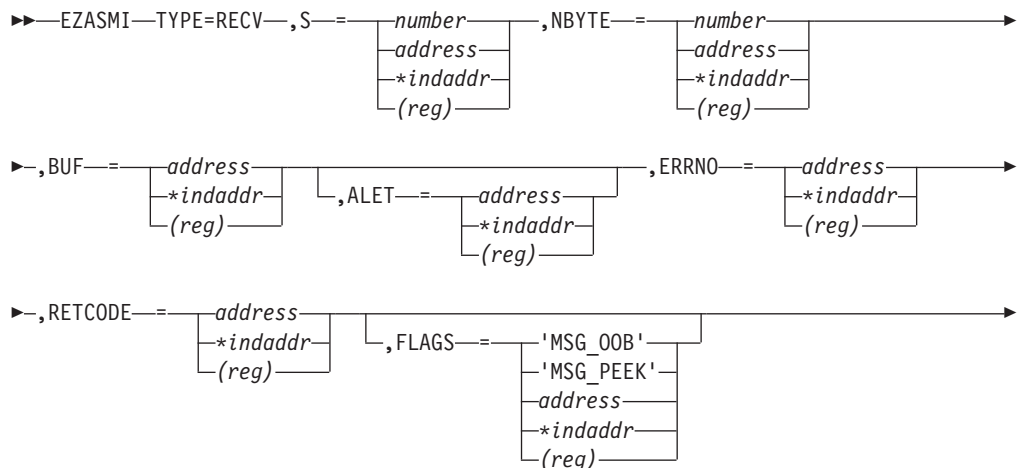 EZASMI TYPE=RECV ,S = number ,NBYTE = number
address address
*indaddr *indaddr
(reg) (reg)
,BUF = address ,ERRNO = address
*indaddr ,ALET = address *indaddr
(reg) *indaddr (reg)
(reg)
,RETCODE = address
*indaddr ,FLAGS = 'MSG_OOB'
(reg) 'MSG_PEEK'
address
*indaddr
(reg)